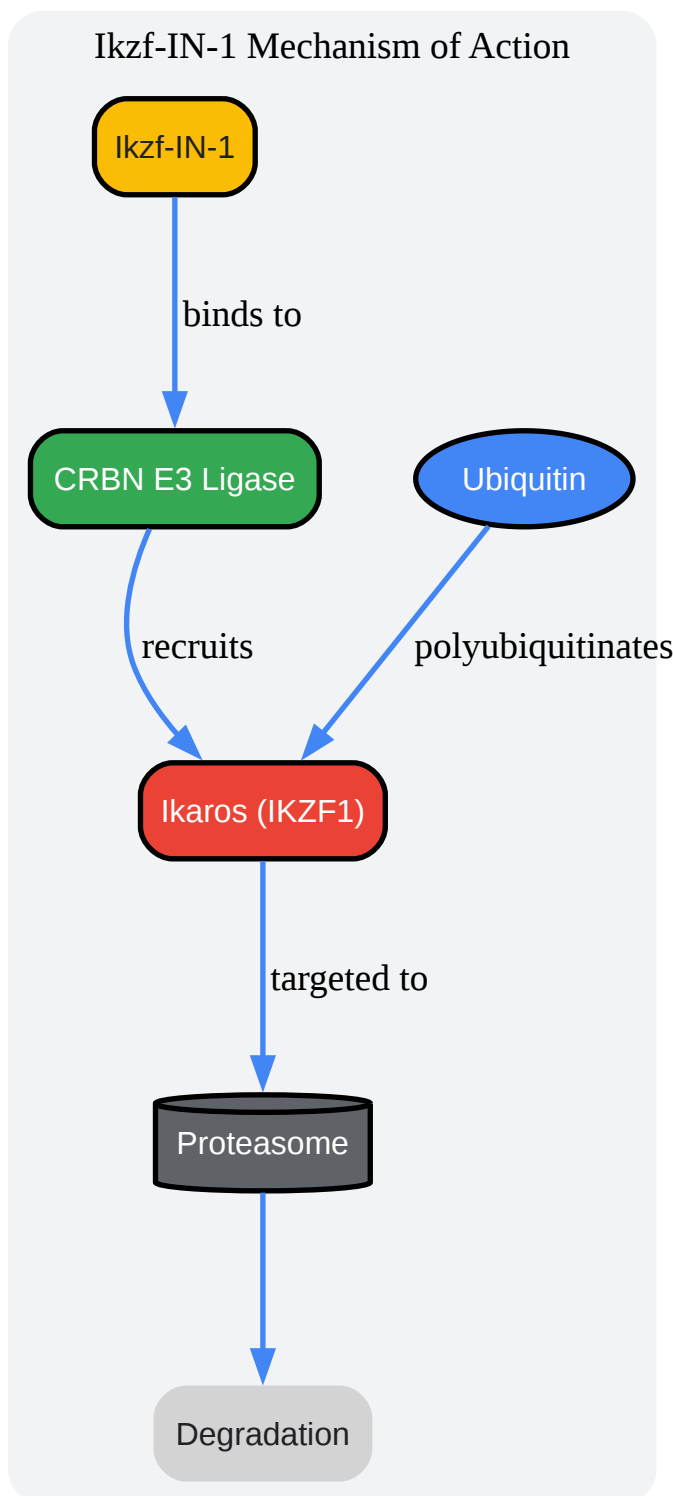 Ikzf-IN-1 Mechanism of Action
Ikzf-IN-1
binds to
CRBN E3 Ligase
Ubiquitin
recruits
polyubiquitinates
Ikaros (IKZF1)
targeted to
Proteasome
Degradation